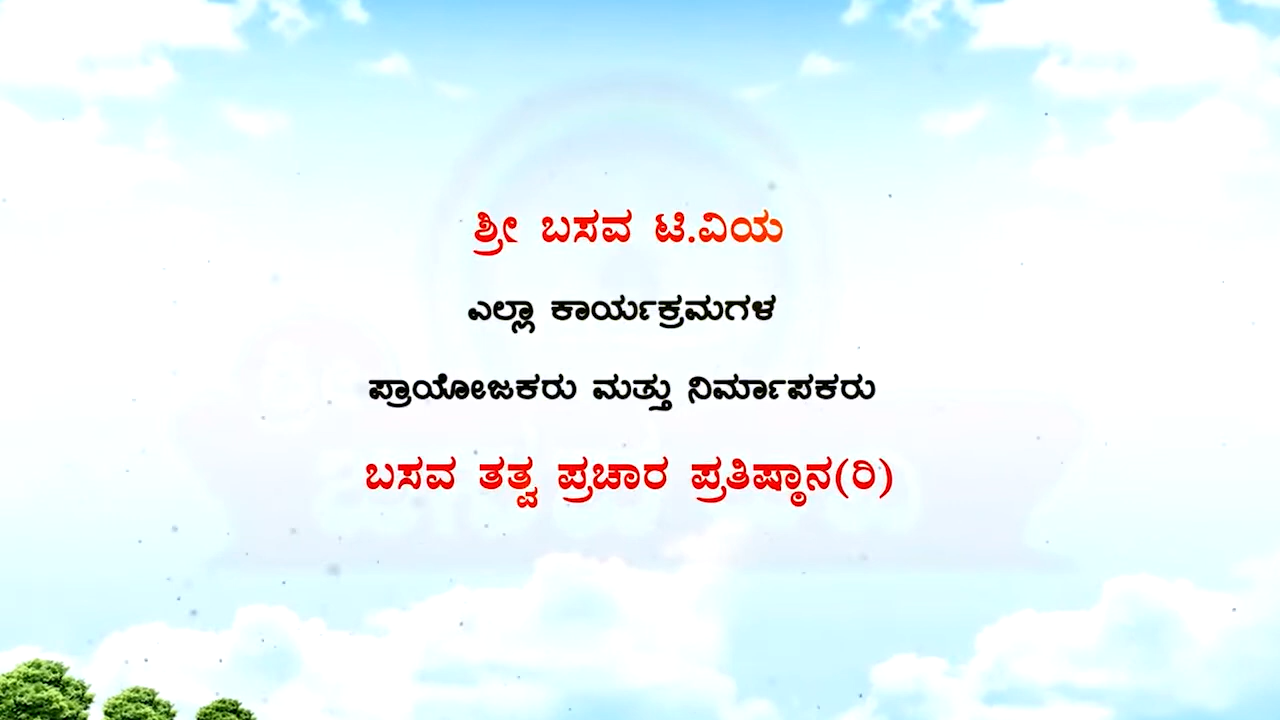 ಶ್ರೀ ಬಸವ ಟಿ.ವಿಯ
ಎಲ್ಲಾ ಕಾರ್ಯಕ್ರಮಗಳ
ಪ್ರಾಯೋಜಕರು ಮತ್ತು ನಿರ್ಮಾಪಕರು
ಬಸವ ತತ್ವ ಪ್ರಚಾರ ಪ್ರತಿಷ್ಠಾನ(ರಿ)